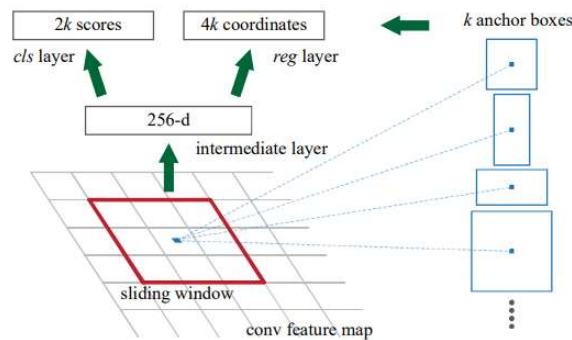 2k scores
4k coordinates
k anchor boxes
cls layer
reg layer
256-d
intermediate layer
sliding window
conv feature map